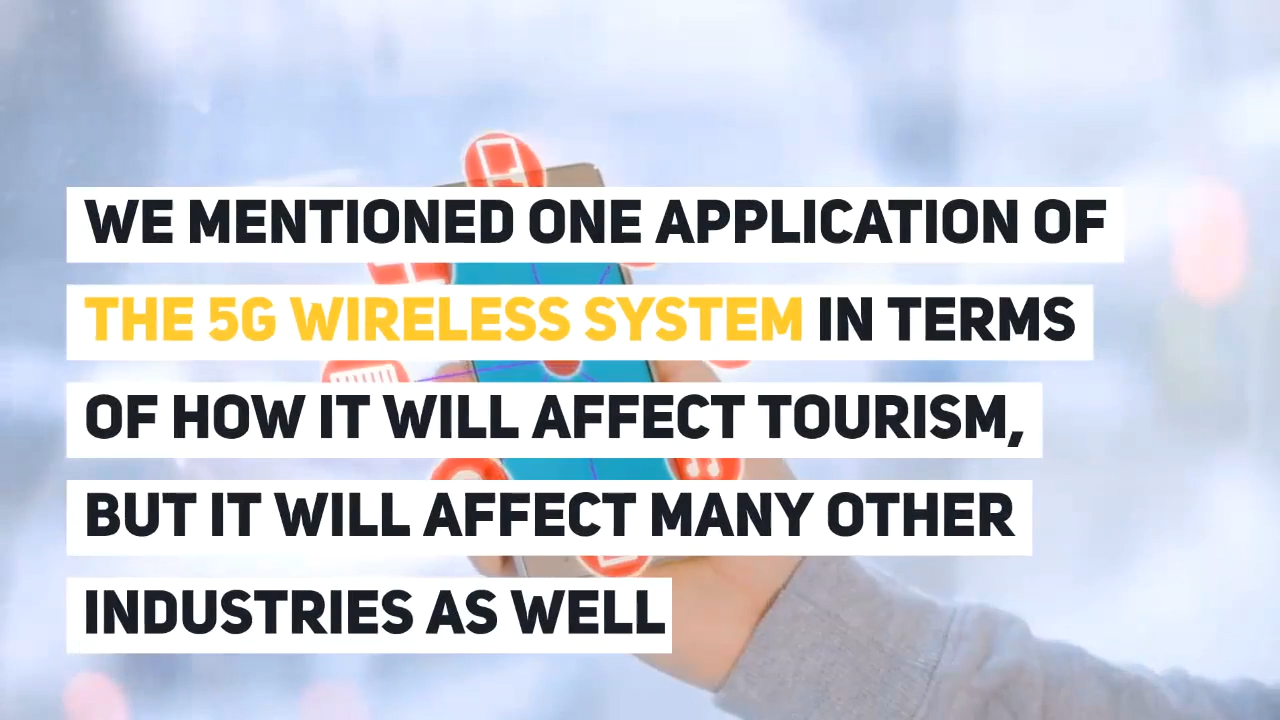 WE MENTIONED ONE APPLICATION OF
THE 5G WIRELESS SYSTEM IN TERMS
OF HOW IT WILL AFFECT TOURISM,
BUT IT WILL AFFECT MANY OTHER
INDUSTRIES AS WELL